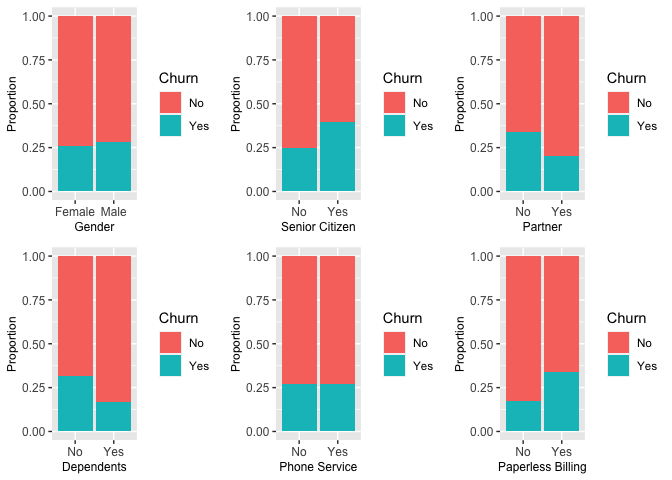 1.00
0.75
0.50
0.25
0.00
Proportion
Female Male
Gender
Churn
No
Yes
1.00
0.75
0.50
0.25
0.00
Proportion
No Yes
Senior Citizen
Churn
No
Yes
1.00
0.75
0.50
0.25
0.00
Proportion
No Yes
Partner
Churn
No
Yes
1.00
0.75
0.50
0.25
0.00
Proportion
No Yes
Dependents
Churn
No
Yes
1.00
0.75
0.50
0.25
0.00
Proportion
No Yes
Phone Service
Churn
No
Yes
1.00
0.75
0.50
0.25
0.00
Proportion
No Yes
Paperless Billing
Churn
No
Yes